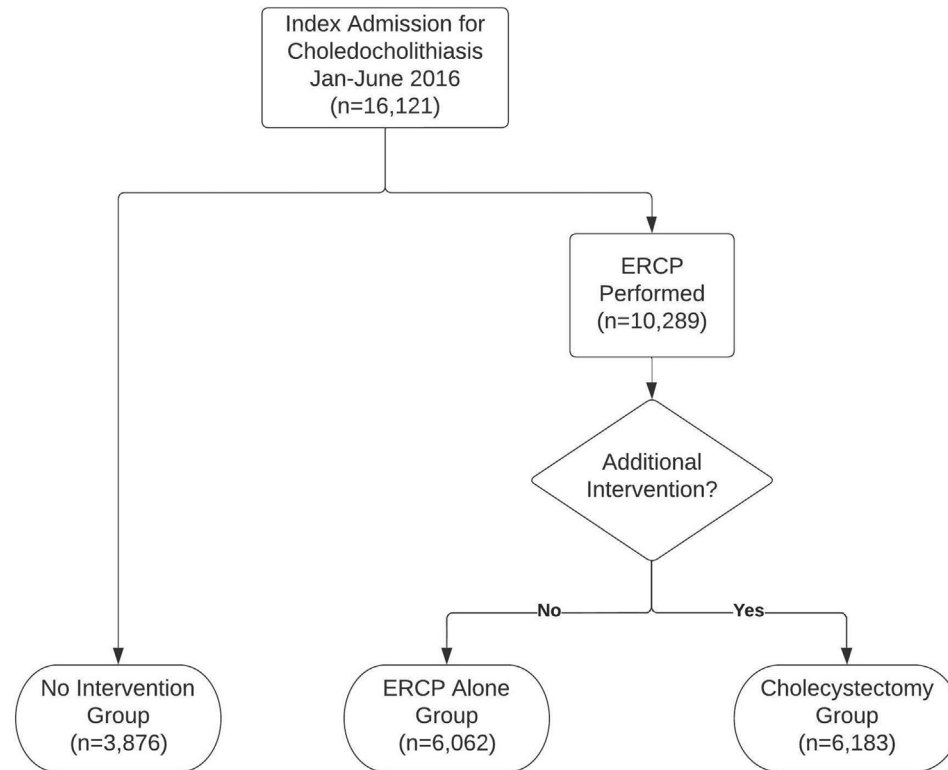 Index Admission for
Choledocholithiasis
Jan-June 2016
(n=16,121)
ERCP
Performed
(n=10,289)
Additional
Intervention?
No
Yes
No Intervention
Group
(n=3,876)
ERCP Alone
Group
(n=6,062)
Cholecystectomy
Group
(n=6,183)